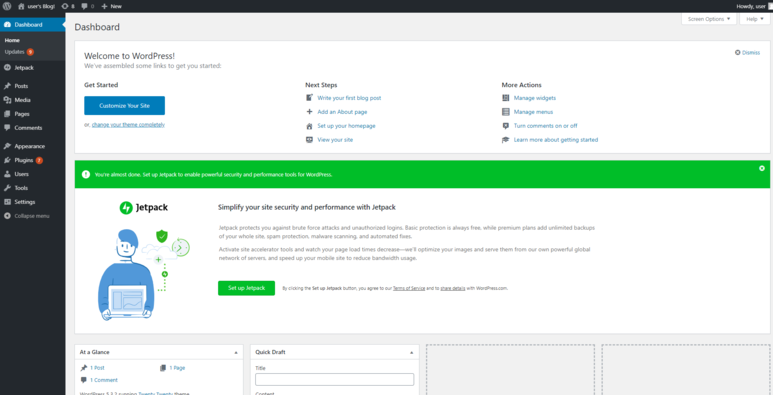 user's Blog!
8
0
New
Howdy, user
Screen Options
Help
Dashboard
Home
Updates
Jetpack
Posts
Media
Pages
Comments
Appearance
Plugins 2
Users
Tools
Settings
Collapse menu
Dashboard
Welcome to WordPress!
We've assembled some links to get you started:
Dismiss
Get Started
Customize Your Site
or, change your theme completely
Next Steps
Write your first blog post
Add an About page
Set up your homepage
View your site
More Actions
Manage widgets
Manage menus
Turn comments on or off
Learn more about getting started
You're almost done. Set up Jetpack to enable powerful security and performance tools for WordPress.
Jetpack
Simplify your site security and performance with Jetpack
Jetpack protects you against brute force attacks and unauthorized logins. Basic protection is always free, while premium plans add unlimited backups
of your whole site, spam protection, malware scanning, and automated fixes.
Activate site accelerator tools and watch your page load times decrease—we'll optimize your images and serve them from our own powerful global
network of servers, and speed up your mobile site to reduce bandwidth usage.
Set up Jetpack
By clicking the Set up Jetpack button, you agree to our Terms of Service and to share details with WordPress.com.
At a Glance
1 Post
1 Page
1 Comment
WordPress 5.3.2 running Twenty Twenty theme.
Quick Draft
Title
Content